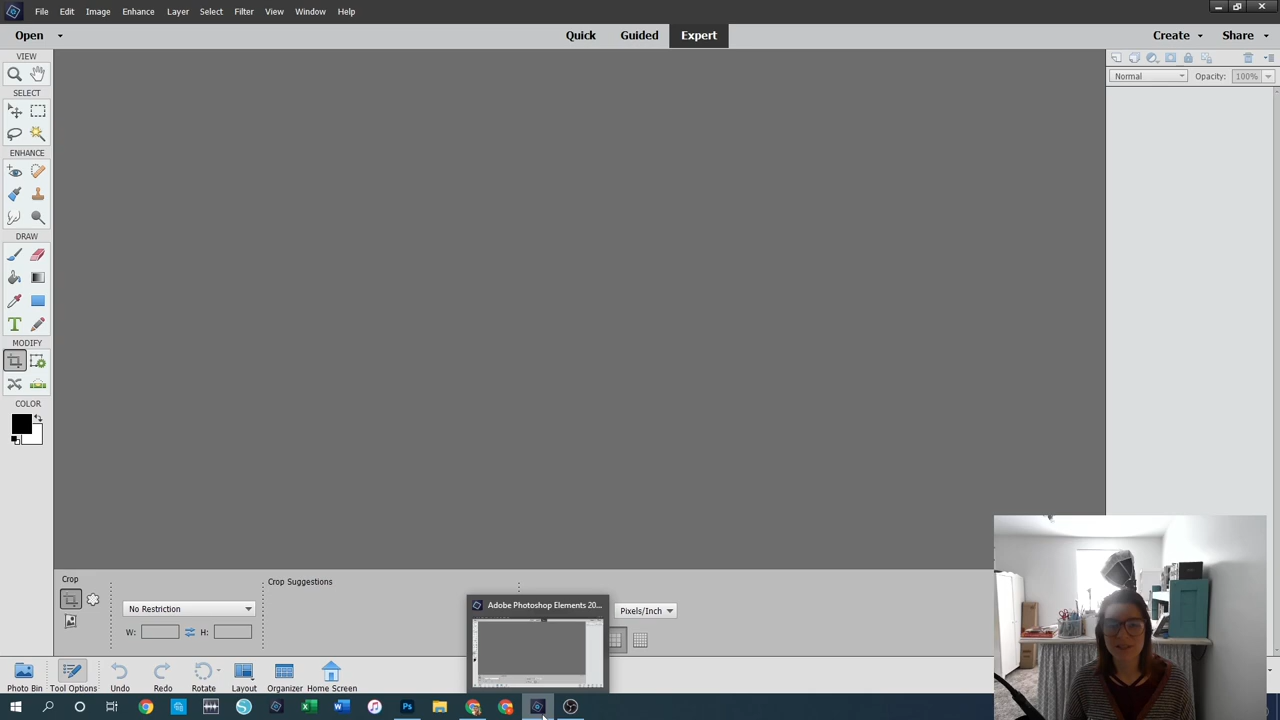 File Edit Image Enhance Layer Select Filter View Window Help
Open Quick Guided Expert Create Share
VIEW
Normal Opacity: 100%
SELECT
ENHANCE
DRAW
T
MODIFY
COLOR
Crop Crop Suggestions
Adobe Photoshop Elements 20...
No Restriction Pixels/Inch
W: H:
Photo Bin Tool Options Undo Redo Rotate Layout Organizer Home Screen